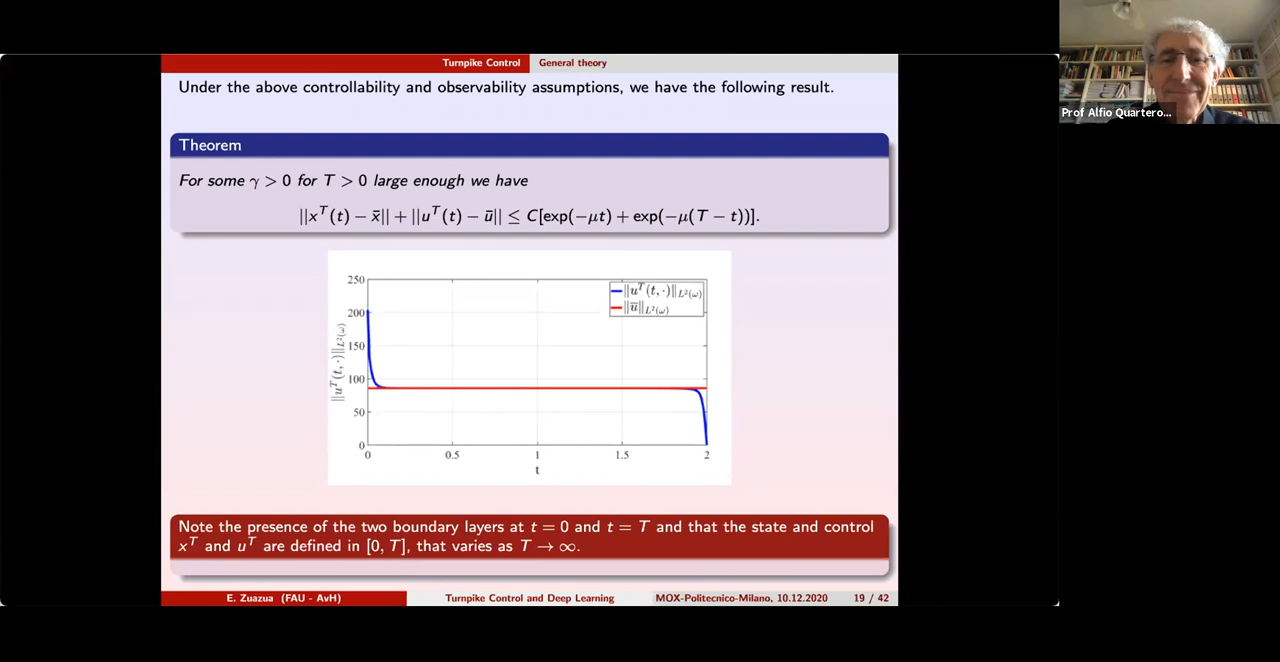 Turnpike Control General theory
Under the above controllability and observability assumptions, we have the following result.
Theorem
For some γ > 0 for T > 0 large enough we have
||x^T(t) − x̄|| + ||u^T(t) − ū|| ≤ C[exp(−μt) + exp(−μ(T − t))].
250
200
150
100
50
0
||u^T(t, ·)||_{L²(ω)}
||u^T(t, ·)||_{L²(ω)}
||ū||_{L²(ω)}
0 0.5 1 1.5 2
t
Note the presence of the two boundary layers at t = 0 and t = T and that the state and control
x^T and u^T are defined in [0, T], that varies as T → ∞.
E. Zuazua (FAU - AvH) Turnpike Control and Deep Learning MOX-Politecnico-Milano, 10.12.2020 19 / 42
Prof Alfio Quartero...